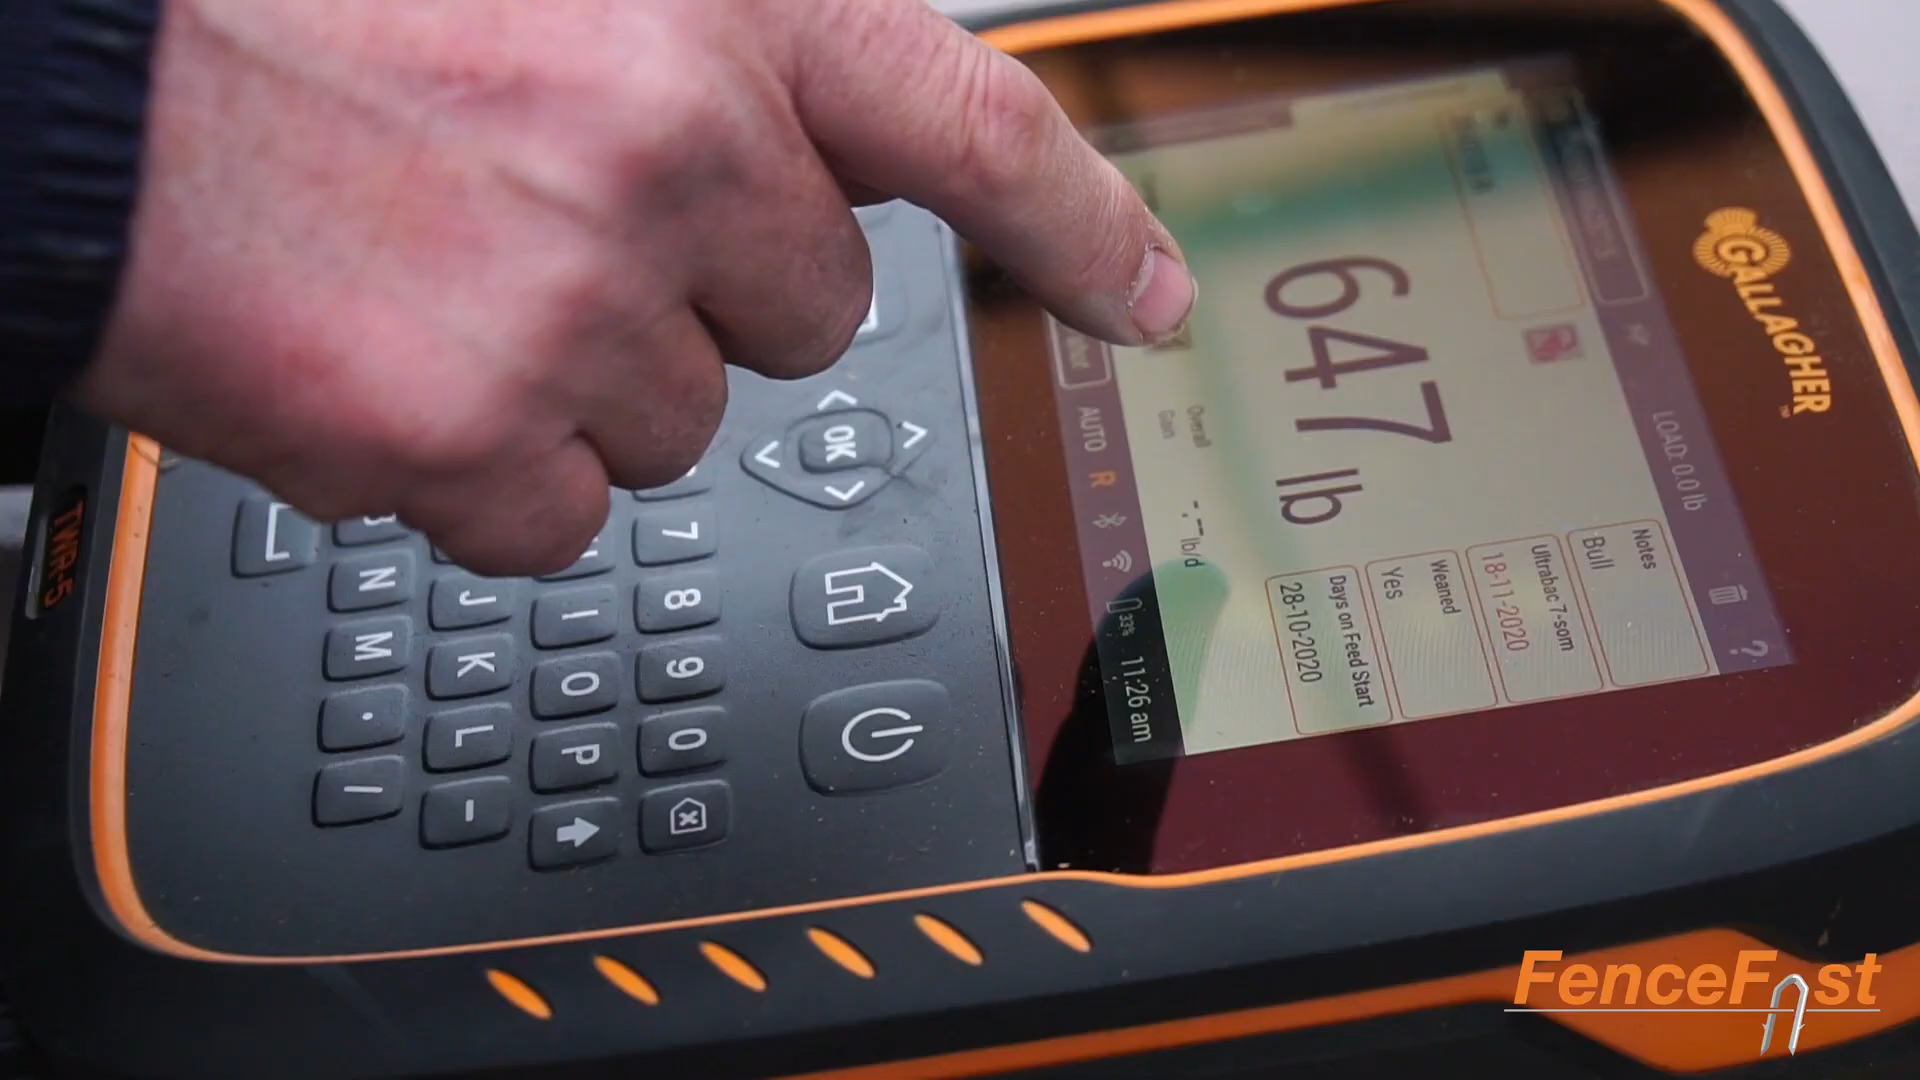 GALLAGHER
TM
LOAD: 0.0 lb
?
647 lb
Notes
Bull
Ultrabac 7-som
18-11-2020
Weaned
Yes
Days on Feed Start
28-10-2020
Overall
Gain
-.-- lb/d
AUTO R
33%
11:26 am
OK
7 8 9 0
I O P
J K L -
N M . /
TWR-5
FenceFast